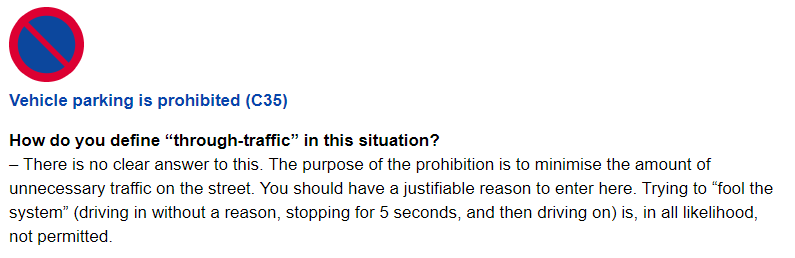 Vehicle parking is prohibited (C35)
How do you define “through-traffic” in this situation?
– There is no clear answer to this. The purpose of the prohibition is to minimise the amount of
unnecessary traffic on the street. You should have a justifiable reason to enter here. Trying to “fool the
system” (driving in without a reason, stopping for 5 seconds, and then driving on) is, in all likelihood,
not permitted.